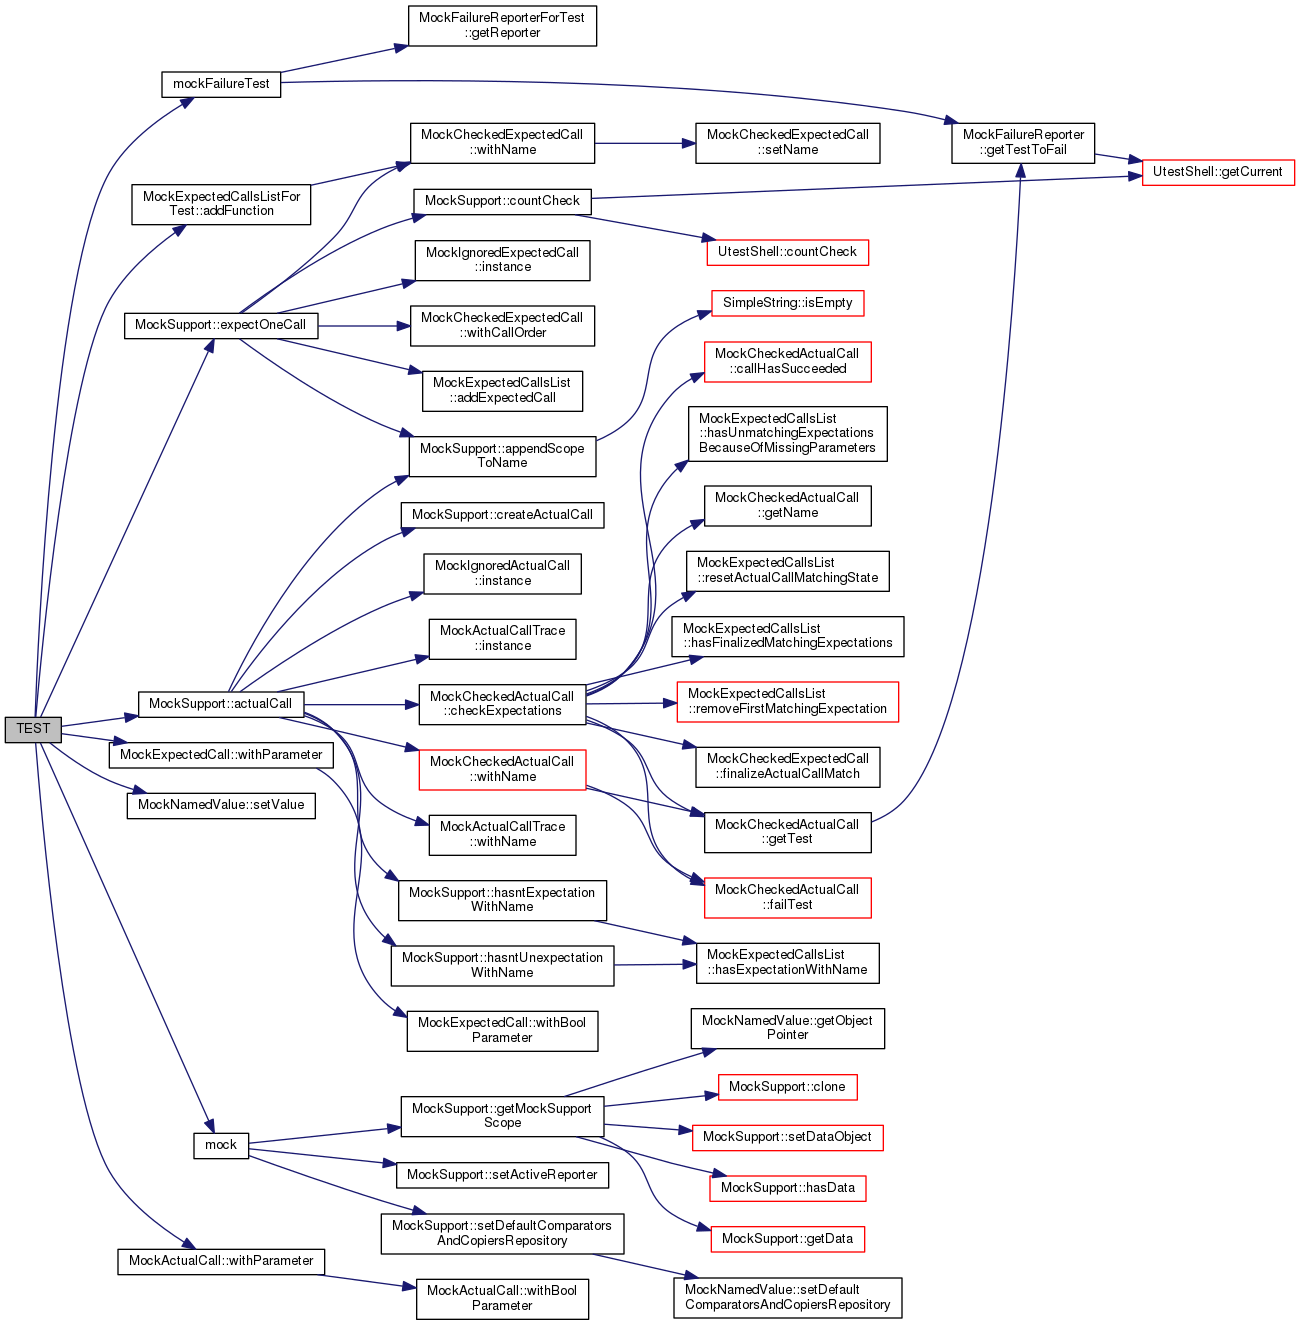 MockFailureReporterForTest
::getReporter
mockFailureTest
MockCheckedExpectedCall
::withName
MockCheckedExpectedCall
::setName
MockFailureReporter
::getTestToFail
UtestShell::getCurrent
MockExpectedCallsListFor
Test::addFunction
MockSupport::countCheck
UtestShell::countCheck
MockIgnoredExpectedCall
::instance
SimpleString::isEmpty
MockSupport::expectOneCall
MockCheckedExpectedCall
::withCallOrder
MockCheckedActualCall
::callHasSucceeded
MockExpectedCallsList
::addExpectedCall
MockExpectedCallsList
::hasUnmatchingExpectations
BecauseOfMissingParameters
MockSupport::appendScope
ToName
MockCheckedActualCall
::getName
MockSupport::createActualCall
MockIgnoredActualCall
::instance
MockExpectedCallsList
::resetActualCallMatchingState
MockActualCallTrace
::instance
MockExpectedCallsList
::hasFinalizedMatchingExpectations
MockSupport::actualCall
MockCheckedActualCall
::checkExpectations
MockExpectedCallsList
::removeFirstMatchingExpectation
TEST
MockExpectedCall::withParameter
MockCheckedActualCall
::withName
MockCheckedExpectedCall
::finalizeActualCallMatch
MockNamedValue::setValue
MockActualCallTrace
::withName
MockCheckedActualCall
::getTest
MockSupport::hasntExpectation
WithName
MockCheckedActualCall
::failTest
MockSupport::hasntUnexpectation
WithName
MockExpectedCallsList
::hasExpectationWithName
MockExpectedCall::withBool
Parameter
MockNamedValue::getObject
Pointer
MockSupport::clone
MockSupport::getMockSupport
Scope
mock
MockSupport::setDataObject
MockSupport::setActiveReporter
MockSupport::hasData
MockSupport::setDefaultComparators
AndCopiersRepository
MockSupport::getData
MockActualCall::withParameter
MockActualCall::withBool
Parameter
MockNamedValue::setDefault
ComparatorsAndCopiersRepository